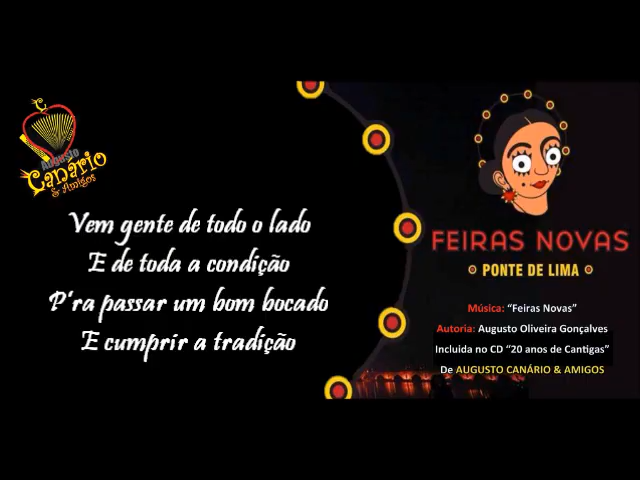 Augusto
Canário
& Amigos
Vem gente de todo o lado
E de toda a condição
P'ra passar um bom bocado
E cumprir a tradição
FEIRAS NOVAS
PONTE DE LIMA
Música: “Feiras Novas”
Autoria: Augusto Oliveira Gonçalves
Incluida no CD “20 anos de Cantigas”
De AUGUSTO CANÁRIO & AMIGOS